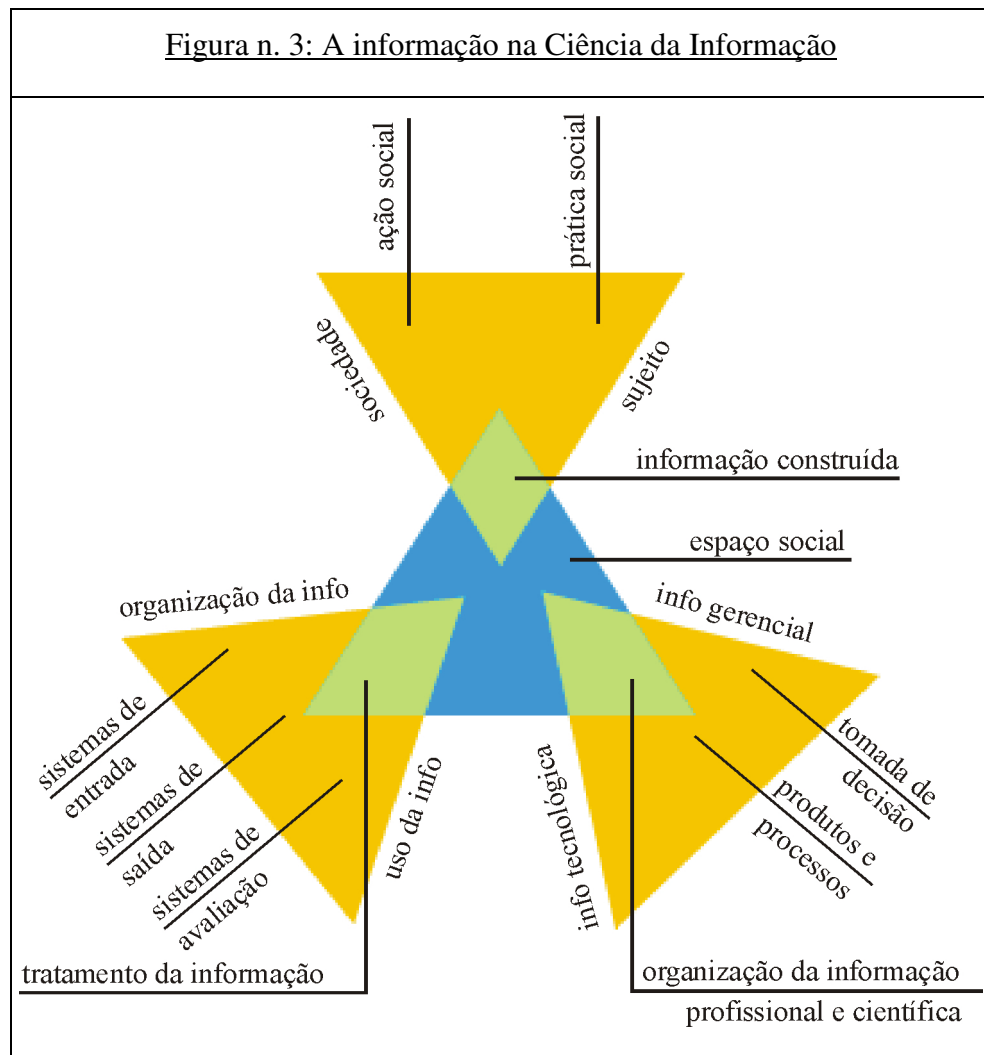 Figura n. 3: A informação na Ciência da Informação
ação social
prática social
sociedade
sujeito
informação construída
espaço social
organização da info
info gerencial
sistemas de
entrada
sistemas de
saída
sistemas de
avaliação
uso da info
info tecnológica
tomada de
decisão
produtos e
processos
tratamento da informação
organização da informação
profissional e científica